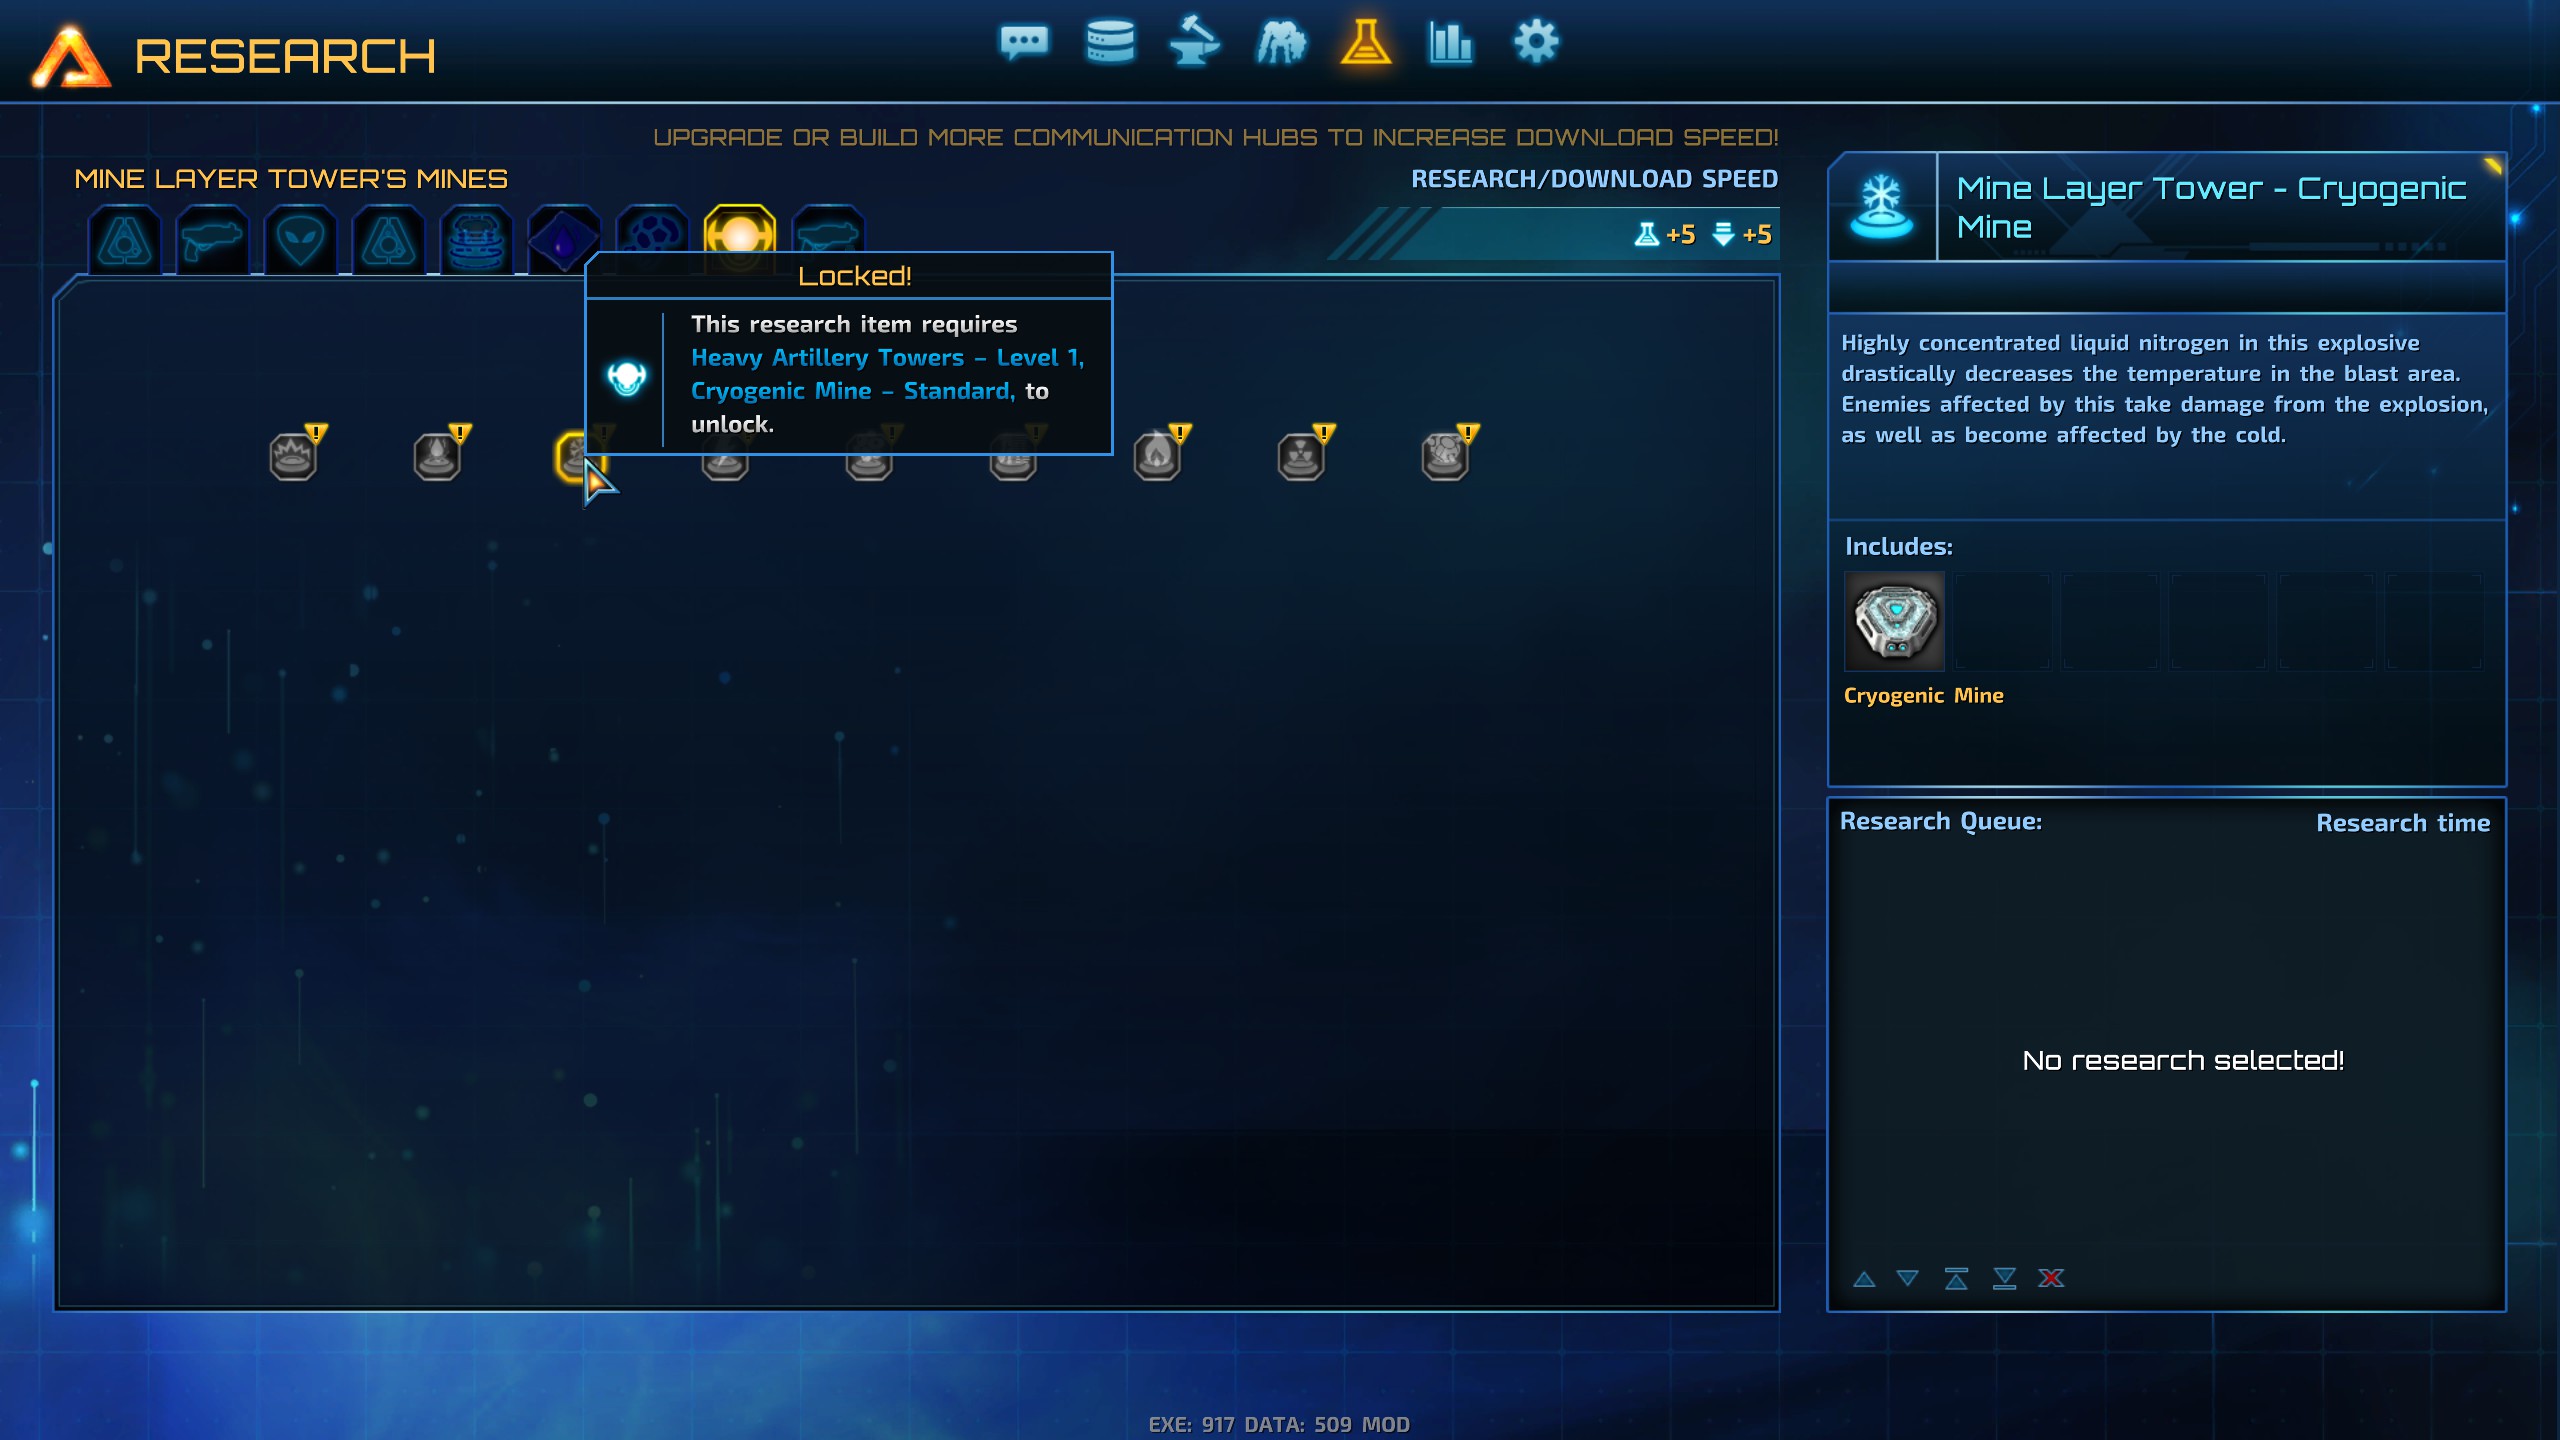 RESEARCH
UPGRADE OR BUILD MORE COMMUNICATION HUBS TO INCREASE DOWNLOAD SPEED!
MINE LAYER TOWER'S MINES
RESEARCH/DOWNLOAD SPEED
+5 +5
Locked!
This research item requires
Heavy Artillery Towers – Level 1,
Cryogenic Mine – Standard, to
unlock.
Mine Layer Tower - Cryogenic
Mine
Highly concentrated liquid nitrogen in this explosive
drastically decreases the temperature in the blast area.
Enemies affected by this take damage from the explosion,
as well as become affected by the cold.
Includes:
Cryogenic Mine
Research Queue:
Research time
No research selected!
EXE: 917 DATA: 509 MOD